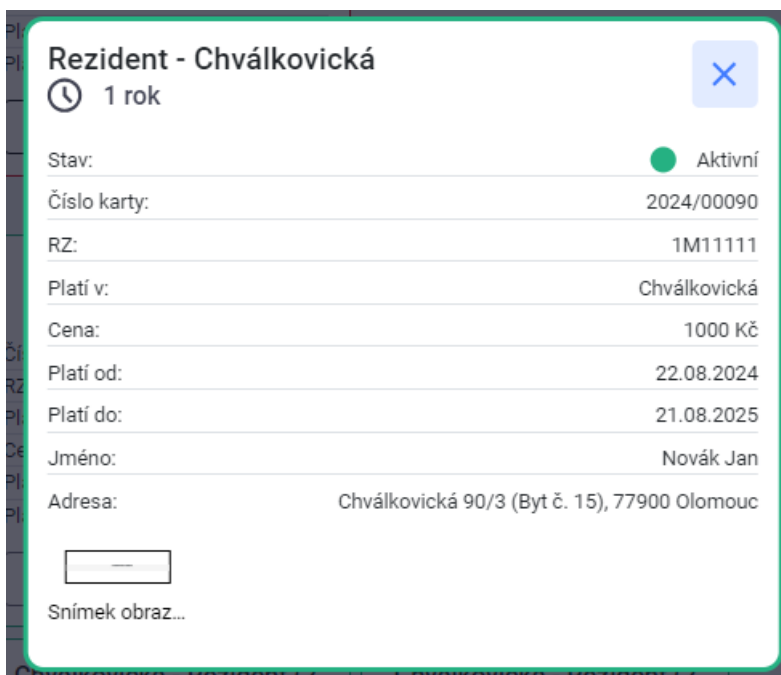 Rezident - Chválkovická
1 rok
Stav: Aktivní
Číslo karty: 2024/00090
RZ: 1M11111
Platí v: Chválkovická
Cena: 1000 Kč
Platí od: 22.08.2024
Platí do: 21.08.2025
Jméno: Novák Jan
Adresa: Chválkovická 90/3 (Byt č. 15), 77900 Olomouc
Snímek obraz...